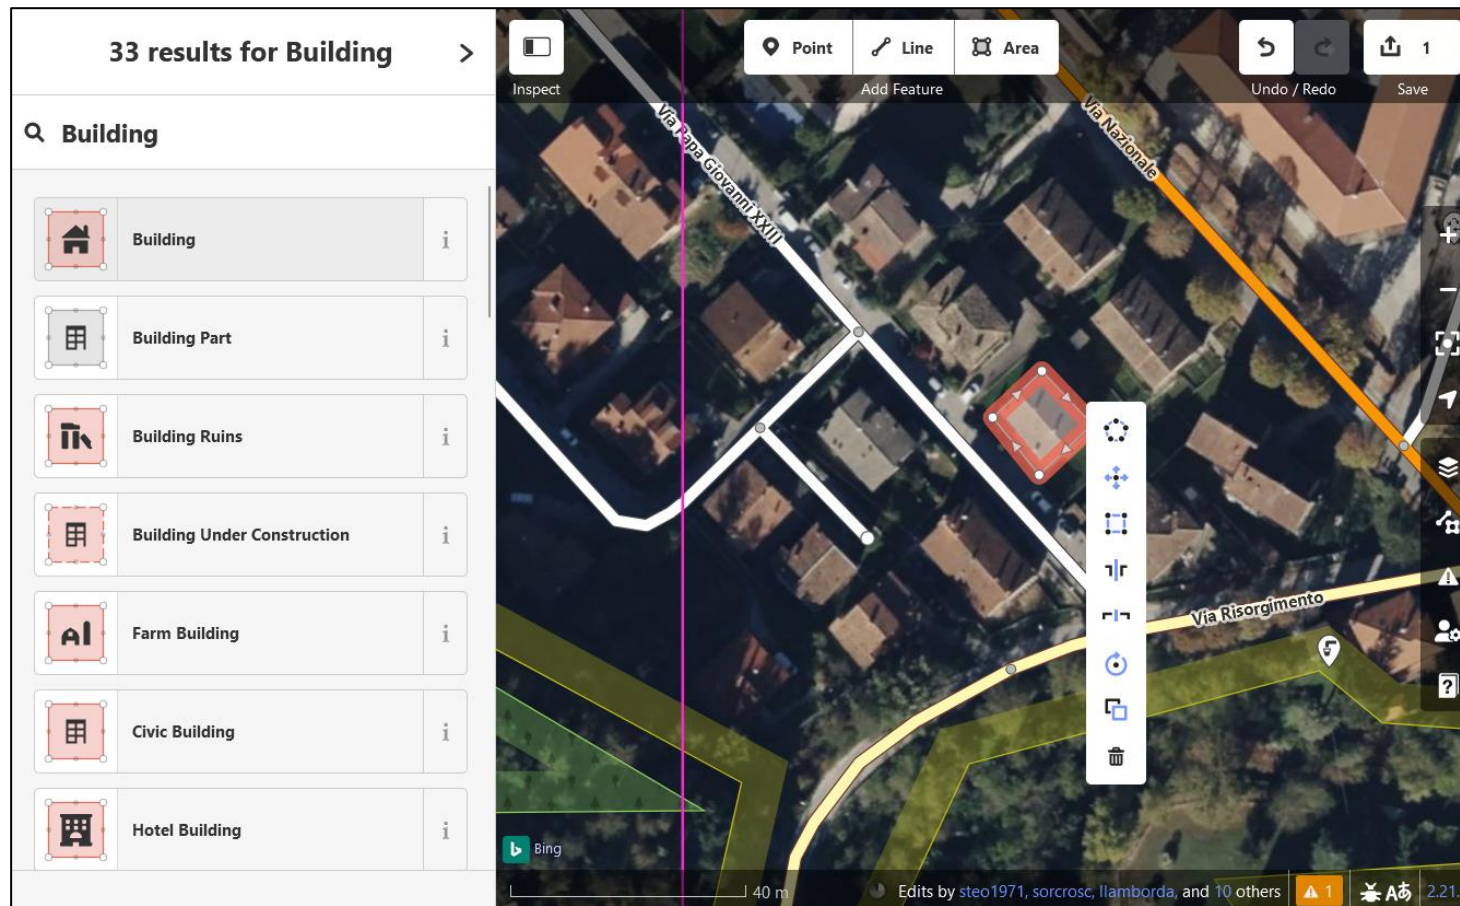 33 results for Building
Building
Building
i
Building Part
i
Building Ruins
i
Building Under Construction
i
Farm Building
i
Civic Building
i
Hotel Building
i
Inspect
Point
Line
Area
Add Feature
Undo / Redo
1
Save
Via Papa Giovanni XXIII
Via Nazionale
Via Risorgimento
Bing
40 m
Edits by steo1971, sorcrosc, llamborda, and 10 others
1
Aあ
2.21.